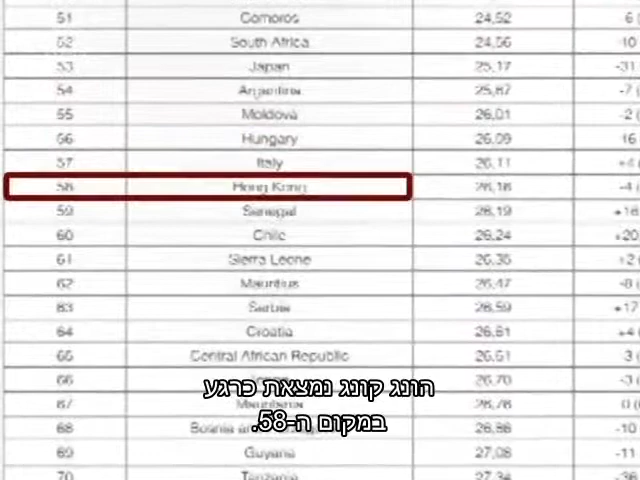 51 Comoros 24,52 -6
52 South Africa 24,56 -10
53 Japan 25,17 -31
54 Argentina 25,67 -7
55 Moldova 26,01 -2
56 Hungary 26,09 16
57 Italy 26,11 +4
58 Hong Kong 26,16 -4
59 Senegal 26,19 +16
60 Chile 26,24 +20
61 Sierra Leone 26,35 +2
62 Mauritius 26,47 -8
63 Serbia 26,59 +17
64 Croatia 26,61 +4
65 Central African Republic 26,61 3
66 26,70 -3
הונג קונג נמצאת כרגע
67 26,76 0
68 26,86 -10
במקום ה-58.
69 Guyana 27,08 -11
70 Tanzania 27,34 -36